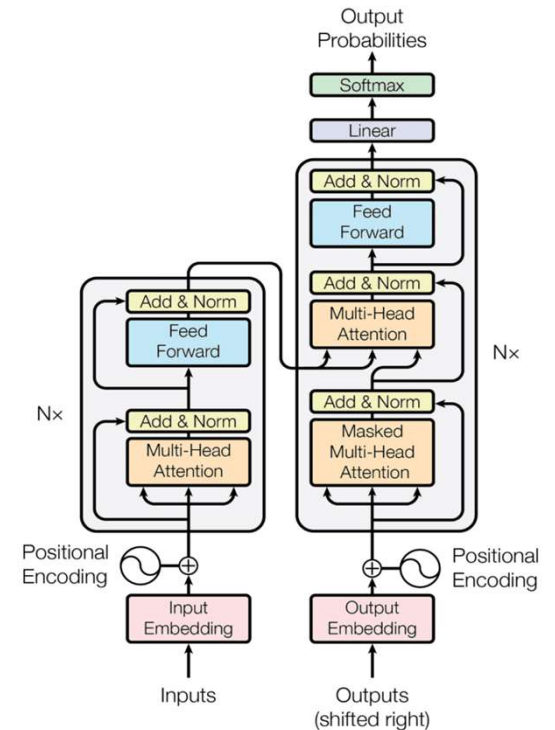 Output
Probabilities
Softmax
Linear
Add & Norm
Feed
Forward
Add & Norm
Multi-Head
Attention
Nx
Add & Norm
Masked
Multi-Head
Attention
Positional
Encoding
Output
Embedding
Outputs
(shifted right)
Add & Norm
Feed
Forward
Nx
Add & Norm
Multi-Head
Attention
Positional
Encoding
Input
Embedding
Inputs